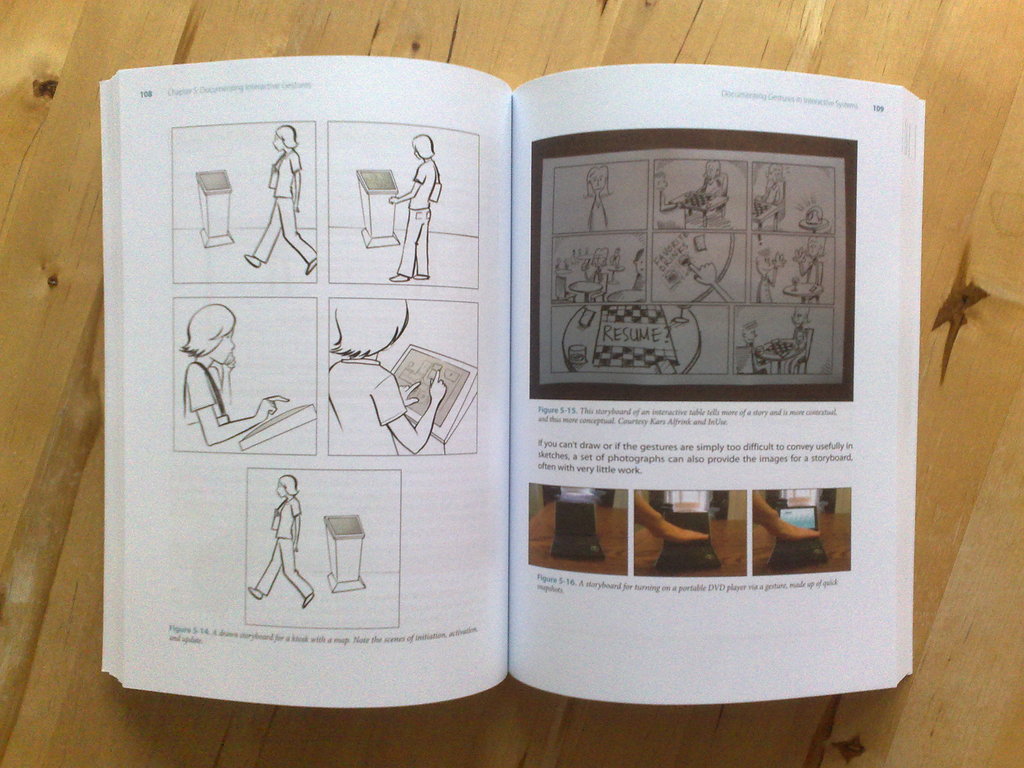 108 Chapter 5: Documenting Interactive Gestures
Figure 5-14. A drawn storyboard for a kiosk with a map. Note the scenes of initiation, activation,
and update.
Documenting Gestures in Interactive Systems 109
RESUME?
Figure 5-15. This storyboard of an interactive table tells more of a story and is more contextual,
and thus more conceptual. Courtesy Kars Alfrink and InUse.
If you can't draw or if the gestures are simply too difficult to convey usefully in
sketches, a set of photographs can also provide the images for a storyboard,
often with very little work.
Figure 5-16. A storyboard for turning on a portable DVD player via a gesture, made up of quick
snapshots.